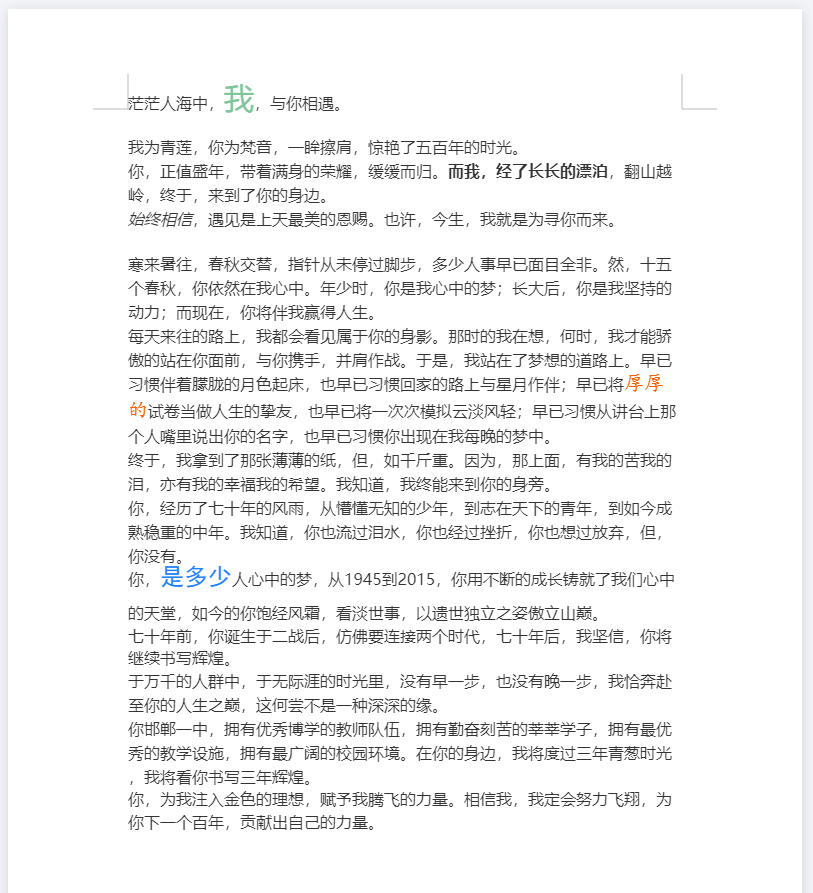 茫茫人海中，我，与你相遇。
我为青莲，你为梵音，一眸擦肩，惊艳了五百年的时光。
你，正值盛年，带着满身的荣耀，缓缓而归。而我，经了长长的漂泊，翻山越
岭，终于，来到了你的身边。
始终相信，遇见是上天最美的恩赐。也许，今生，我就是为寻你而来。
寒来暑往，春秋交替，指针从未停过脚步，多少人事早已面目全非。然，十五
个春秋，你依然在我心中。年少时，你是我心中的梦；长大后，你是我坚持的
动力；而现在，你将伴我赢得人生。
每天来往的路上，我都会看见属于你的身影。那时的我在想，何时，我才能骄
傲的站在你面前，与你携手，并肩作战。于是，我站在了梦想的道路上。早已
习惯伴着朦胧的月色起床，也早已习惯回家的路上与星月作伴；早已将厚厚
的试卷当做人生的挚友，也早已将一次次模拟云淡风轻；早已习惯从讲台上那
个人嘴里说出你的名字，也早已习惯你出现在我每晚的梦中。
终于，我拿到了那张薄薄的纸，但，如千斤重。因为，那上面，有我的苦我的
泪，亦有我的幸福我的希望。我知道，我终能来到你的身旁。
你，经历了七十年的风雨，从懵懂无知的少年，到志在天下的青年，到如今成
熟稳重的中年。我知道，你也流过泪水，你也经过挫折，你也想过放弃，但，
你没有。
你，是多少人心中的梦，从1945到2015，你用不断的成长铸就了我们心中
的天堂，如今的你饱经风霜，看淡世事，以遗世独立之姿傲立山巅。
七十年前，你诞生于二战后，仿佛要连接两个时代，七十年后，我坚信，你将
继续书写辉煌。
于万千的人群中，于无际涯的时光里，没有早一步，也没有晚一步，我恰奔赴
至你的人生之巅，这何尝不是一种深深的缘。
你邯郸一中，拥有优秀博学的教师队伍，拥有勤奋刻苦的莘莘学子，拥有最优
秀的教学设施，拥有最广阔的校园环境。在你的身边，我将度过三年青葱时光
，我将看你书写三年辉煌。
你，为我注入金色的理想，赋予我腾飞的力量。相信我，我定会努力飞翔，为
你下一个百年，贡献出自己的力量。